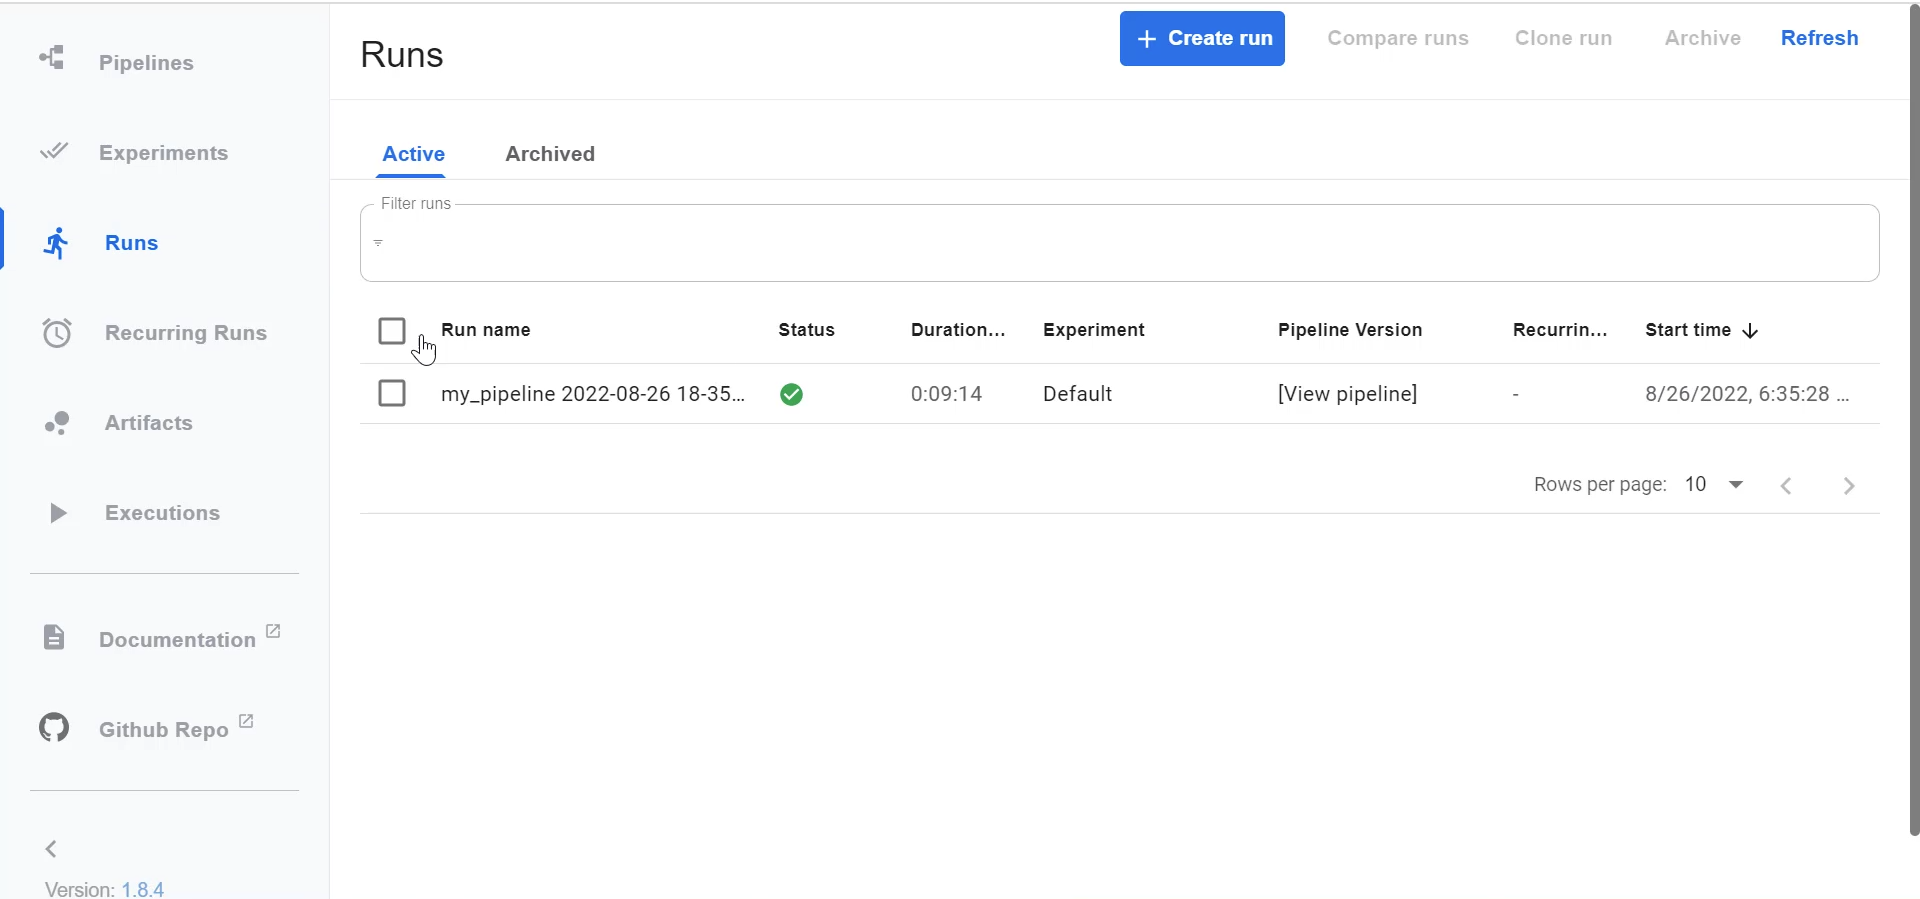 Pipelines
Experiments
Runs
Recurring Runs
Artifacts
Executions
Documentation
Github Repo
Version: 1.8.4
Runs
+ Create run Compare runs Clone run Archive Refresh
Active Archived
Filter runs
Run name Status Duration... Experiment Pipeline Version Recurrin... Start time
my_pipeline 2022-08-26 18-35... 0:09:14 Default [View pipeline] - 8/26/2022, 6:35:28 ...
Rows per page: 10